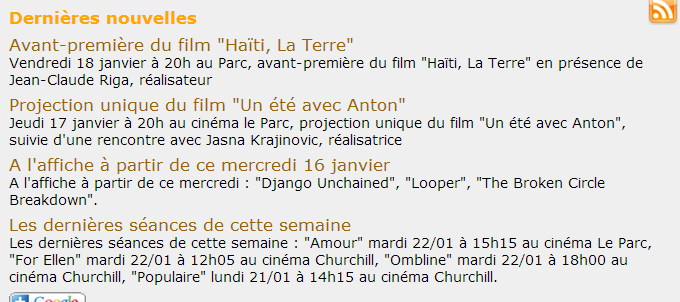 Dernières nouvelles
Avant-première du film "Haïti, La Terre"
Vendredi 18 janvier à 20h au Parc, avant-première du film "Haïti, La Terre" en présence de
Jean-Claude Riga, réalisateur
Projection unique du film "Un été avec Anton"
Jeudi 17 janvier à 20h au cinéma le Parc, projection unique du film "Un été avec Anton",
suivie d'une rencontre avec Jasna Krajinovic, réalisatrice
A l'affiche à partir de ce mercredi 16 janvier
A l'affiche à partir de ce mercredi : "Django Unchained", "Looper", "The Broken Circle
Breakdown".
Les dernières séances de cette semaine
Les dernières séances de cette semaine : "Amour" mardi 22/01 à 15h15 au cinéma Le Parc,
"For Ellen" mardi 22/01 à 12h05 au cinéma Churchill, "Ombline" mardi 22/01 à 18h00 au
cinéma Churchill, "Populaire" lundi 21/01 à 14h15 au cinéma Churchill.
Google